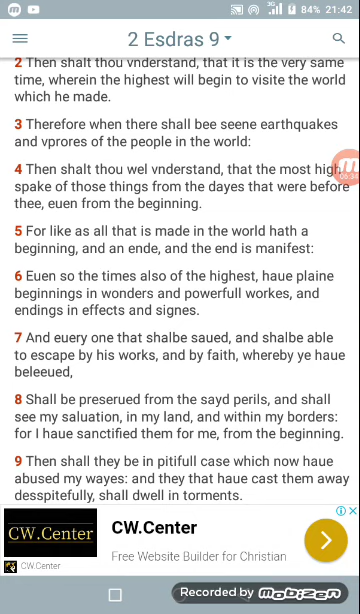 3G 84% 21:42
2 Esdras 9
2 Then shalt thou vnderstand, that it is the very same
time, wherein the highest will begin to visite the world
which he made.
3 Therefore when there shall bee seene earthquakes
and vprores of the people in the world:
4 Then shalt thou wel vnderstand, that the most high
spake of those things from the dayes that were before
thee, euen from the beginning.
06:34
5 For like as all that is made in the world hath a
beginning, and an ende, and the end is manifest:
6 Euen so the times also of the highest, haue plaine
beginnings in wonders and powerfull workes, and
endings in effects and signes.
7 And euery one that shalbe saued, and shalbe able
to escape by his works, and by faith, whereby ye haue
beleeued,
8 Shall be preserued from the sayd perils, and shall
see my saluation, in my land, and within my borders:
for I haue sanctified them for me, from the beginning.
9 Then shall they be in pitifull case which now haue
abused my wayes: and they that haue cast them away
desspitefully, shall dwell in torments.
CW.Center
CW.Center
Free Website Builder for Christian
CW.Center
Recorded by Mobizen